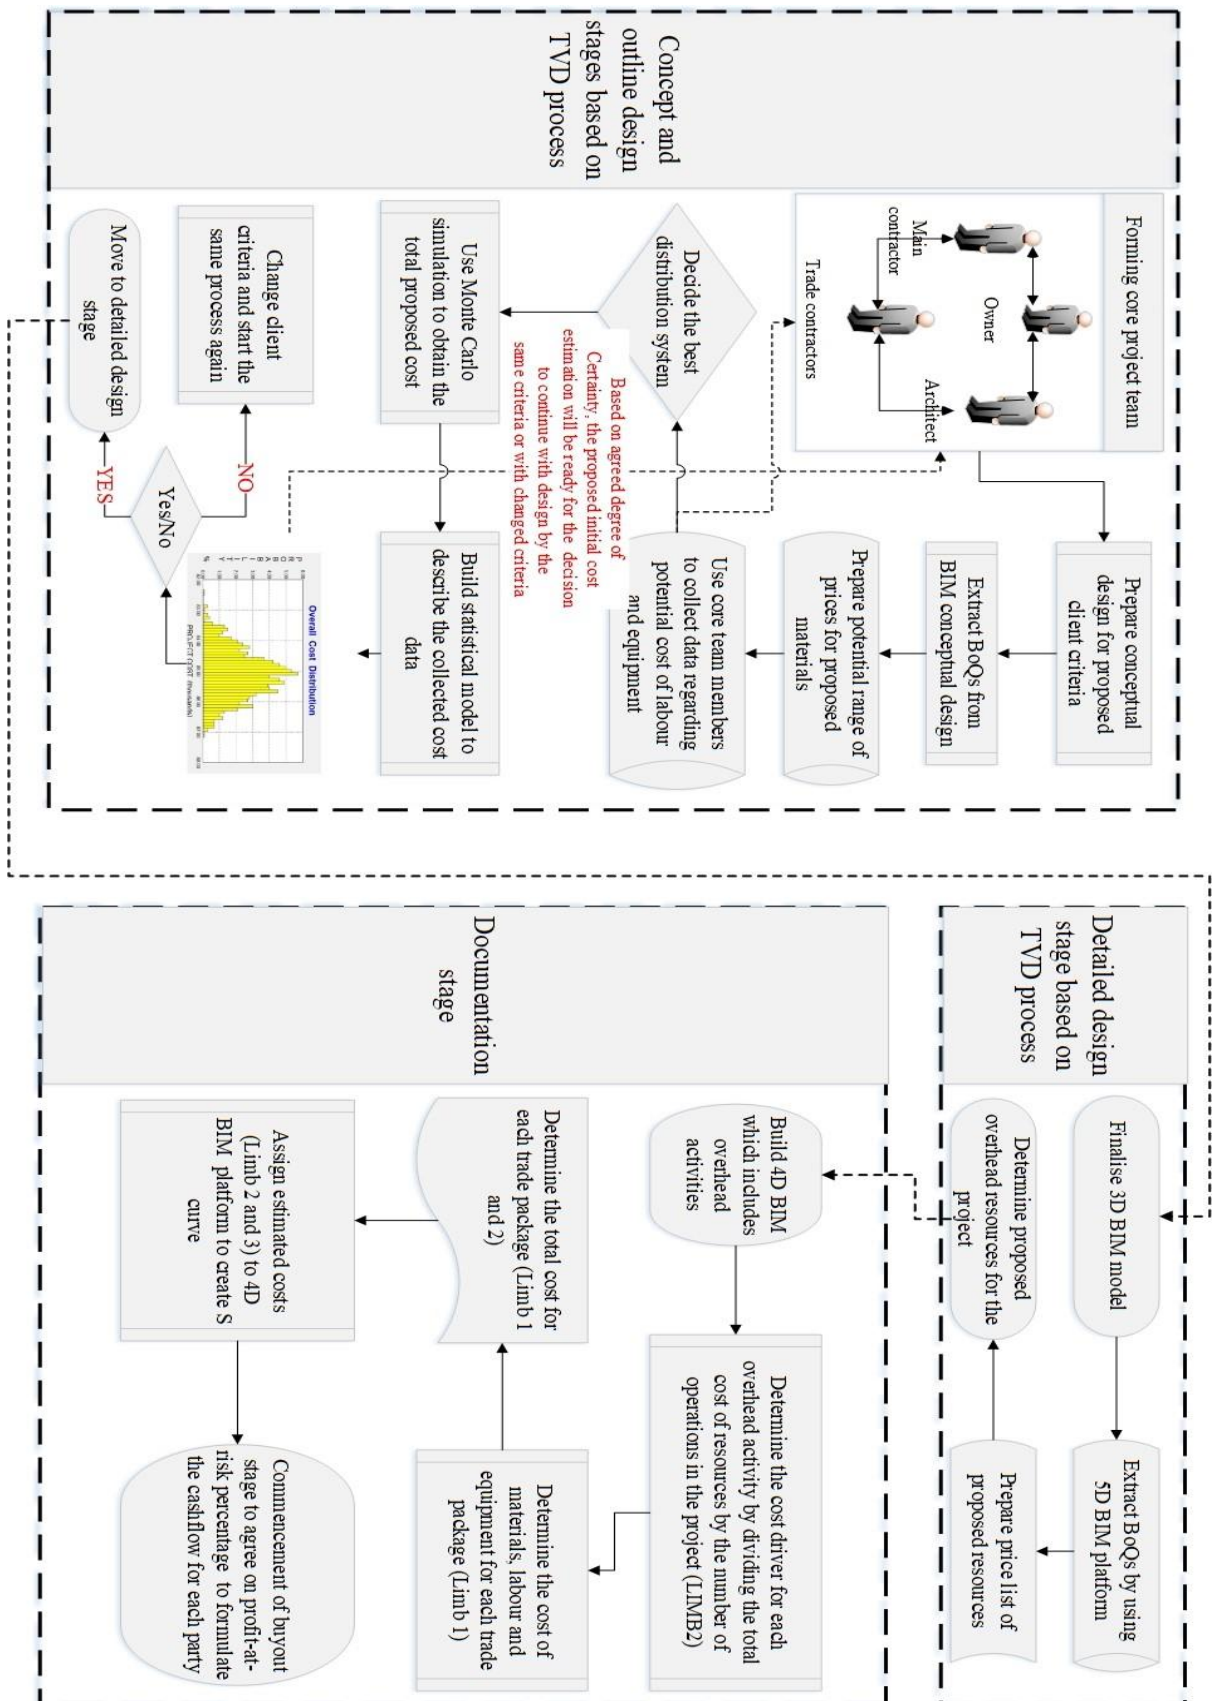 Concept and
outline design
stages based on
TVD process
Forming core project team
Owner
Main
contractor
Architect
Trade contractors
Prepare conceptual
design for proposed
client criteria
Extract BoQs from
BIM conceptual design
Prepare potential range of
prices for proposed
materials
Use core team members
to collect data regarding
potential cost of labour
and equipment
Decide the best
distribution system
Based on agreed degree of
Certainty, the proposed initial cost
estimation will be ready for the decision
to continue with design by the
same criteria or with changed criteria
Use Monte Carlo
simulation to obtain the
total proposed cost
Build statistical model to
describe the collected cost
data
Overall Cost Distribution
PROBABILITY %
PROJECT COST (Thousands)
Yes/No
NO
YES
Change client
criteria and start the
same process again
Move to detailed design
stage
Detailed design
stage based on
TVD process
Finalise 3D BIM model
Extract BoQs by using
5D BIM platform
Prepare price list of
proposed resources
Determine proposed
overhead resources for the
project
Documentation
stage
Build 4D BIM
which includes
overhead
activities
Determine the cost driver for each
overhead activity by dividing the total
cost of resources by the number of
operations in the project (LIMB2)
Determine the cost of
materials, labour and
equipment for each trade
package (Limb 1)
Determine the total cost for
each trade package (Limb 1
and 2)
Assign estimated costs
(Limb 2 and 3) to 4D
BIM platform to create S
curve
Commencement of buyout
stage to agree on profit-at-
risk percentage to formulate
the cashflow for each party